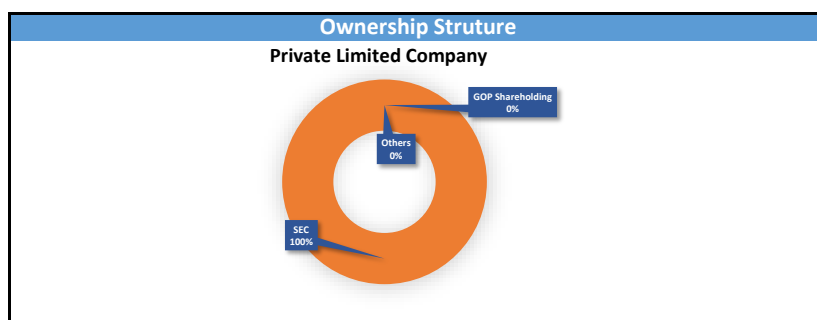 Ownership Struture
Private Limited Company
GOP Shareholding
0%
Others
0%
SEC
100%